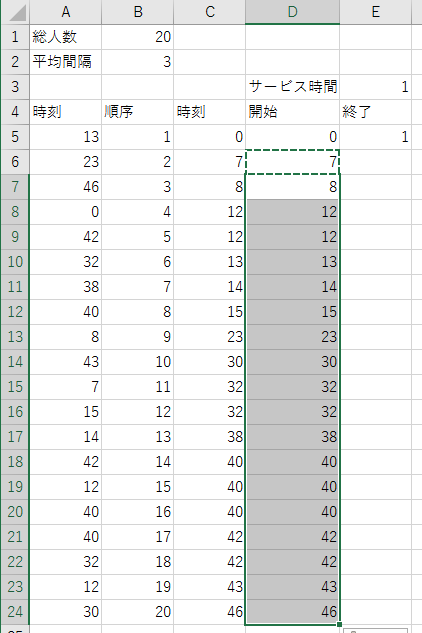 A B C D E
1 総人数 20
2 平均間隔 3
3 サービス時間 1
4 時刻 順序 時刻 開始 終了
5 13 1 0 0 1
6 23 2 7 7
7 46 3 8 8
8 0 4 12 12
9 42 5 12 12
10 32 6 13 13
11 38 7 14 14
12 40 8 15 15
13 8 9 23 23
14 43 10 30 30
15 7 11 32 32
16 15 12 32 32
17 14 13 38 38
18 42 14 40 40
19 12 15 40 40
20 40 16 40 40
21 40 17 42 42
22 32 18 42 42
23 12 19 43 43
24 30 20 46 46